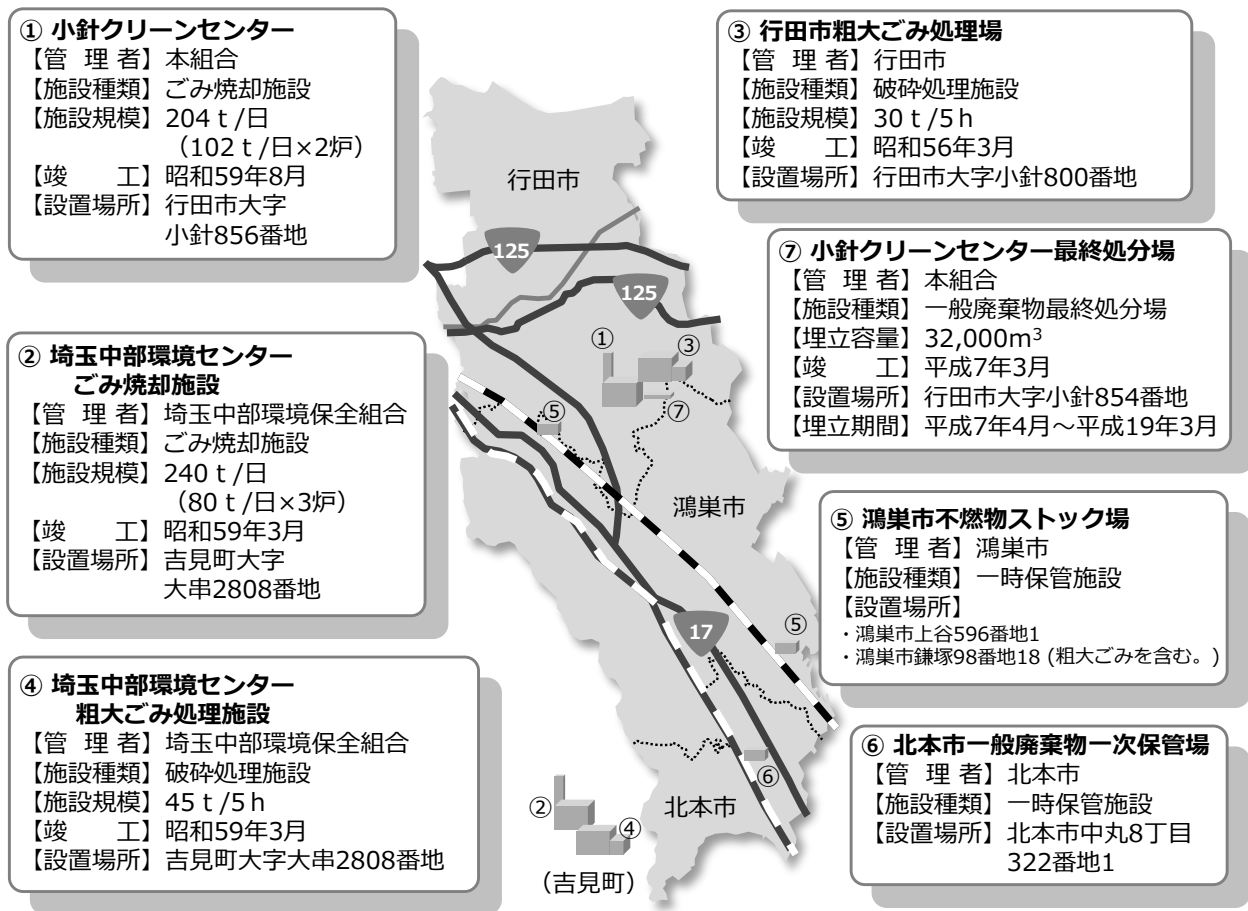 ① 小針クリーンセンター
【管 理 者】本組合
【施設種類】ごみ焼却施設
【施設規模】204ｔ/日
（102ｔ/日×2炉）
【竣　　工】昭和59年8月
【設置場所】行田市大字
小針856番地
② 埼玉中部環境センター
ごみ焼却施設
【管 理 者】埼玉中部環境保全組合
【施設種類】ごみ焼却施設
【施設規模】240ｔ/日
（80ｔ/日×3炉）
【竣　　工】昭和59年3月
【設置場所】吉見町大字
大串2808番地
④ 埼玉中部環境センター
粗大ごみ処理施設
【管 理 者】埼玉中部環境保全組合
【施設種類】破砕処理施設
【施設規模】45ｔ/5ｈ
【竣　　工】昭和59年3月
【設置場所】吉見町大字大串2808番地
行田市
125
125
①
③
⑤
⑦
鴻巣市
17
⑤
⑥
北本市
②
④
（吉見町）
③ 行田市粗大ごみ処理場
【管 理 者】行田市
【施設種類】破砕処理施設
【施設規模】30ｔ/5ｈ
【竣　　工】昭和56年3月
【設置場所】行田市大字小針800番地
⑦ 小針クリーンセンター最終処分場
【管 理 者】本組合
【施設種類】一般廃棄物最終処分場
【埋立容量】32,000m³
【竣　　工】平成7年3月
【設置場所】行田市大字小針854番地
【埋立期間】平成7年4月～平成19年3月
⑤ 鴻巣市不燃物ストック場
【管 理 者】鴻巣市
【施設種類】一時保管施設
【設置場所】
・鴻巣市上谷596番地1
・鴻巣市鎌塚98番地18 (粗大ごみを含む。)
⑥ 北本市一般廃棄物一次保管場
【管 理 者】北本市
【施設種類】一時保管施設
【設置場所】北本市中丸8丁目
322番地1